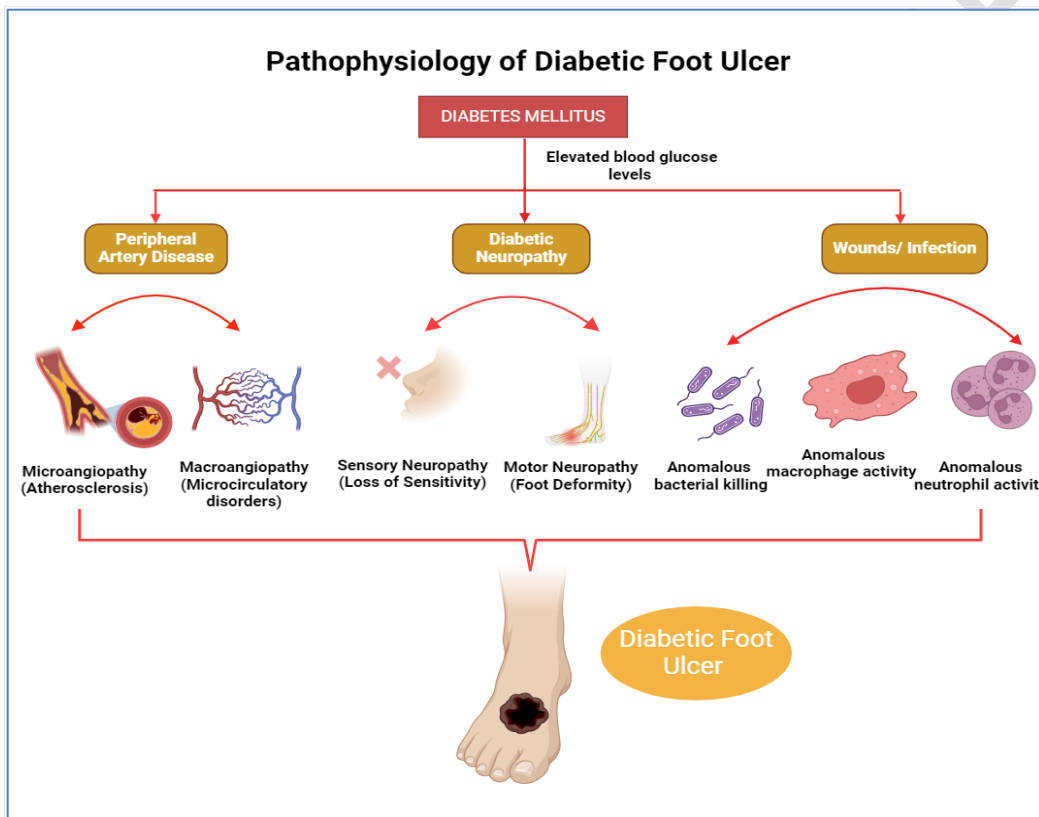 Pathophysiology of Diabetic Foot Ulcer
DIABETES MELLITUS
Elevated blood glucose
levels
Peripheral
Artery Disease
Diabetic
Neuropathy
Wounds/ Infection
Microangiopathy
(Atherosclerosis)
Macroangiopathy
(Microcirculatory
disorders)
Sensory Neuropathy
(Loss of Sensitivity)
Motor Neuropathy
(Foot Deformity)
Anomalous
bacterial killing
Anomalous
macrophage activity
Anomalous
neutrophil activit
Diabetic Foot
Ulcer